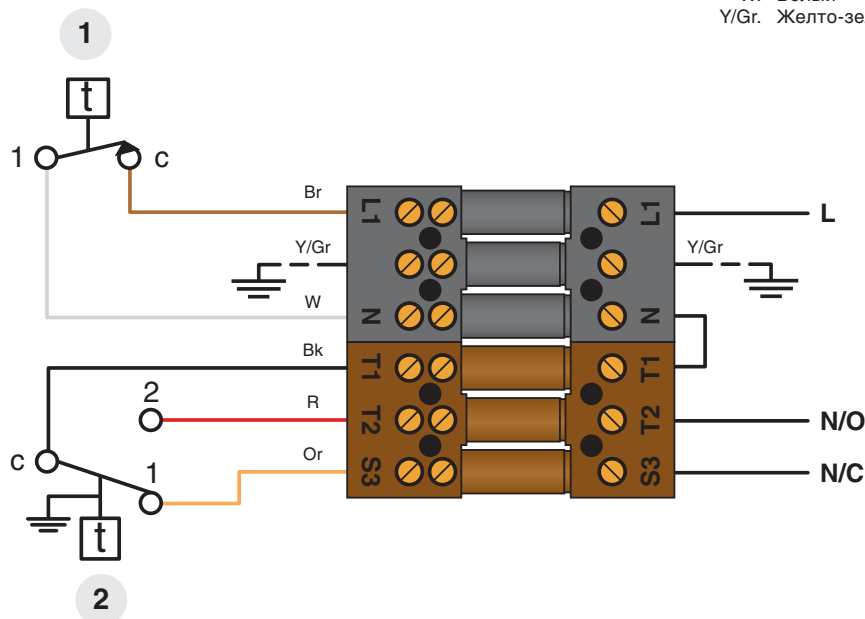 Y/Gr. Желто-зе
1
t
1 c
Br L1 L1 L
Y/Gr Y/Gr
W N N
Bk T1 T1
2 R T2 T2 N/O
c 1 Or S3 S3 N/C
t
2